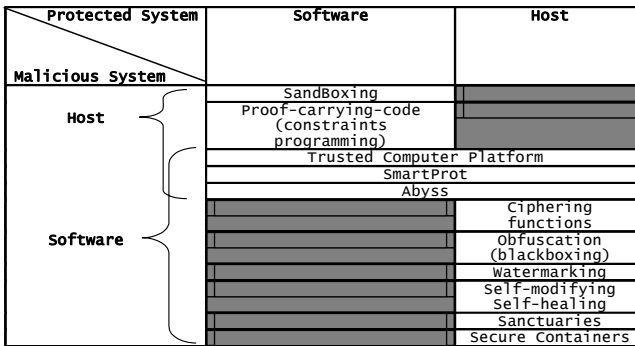 Protected System
Software
Host
Malicious System
Host
SandBoxing
Proof-carrying-code
(constraints
programming)
Trusted Computer Platform
SmartProt
Abyss
Software
Ciphering
functions
Obfuscation
(blackboxing)
Watermarking
Self-modifying
Self-healing
Sanctuaries
Secure Containers